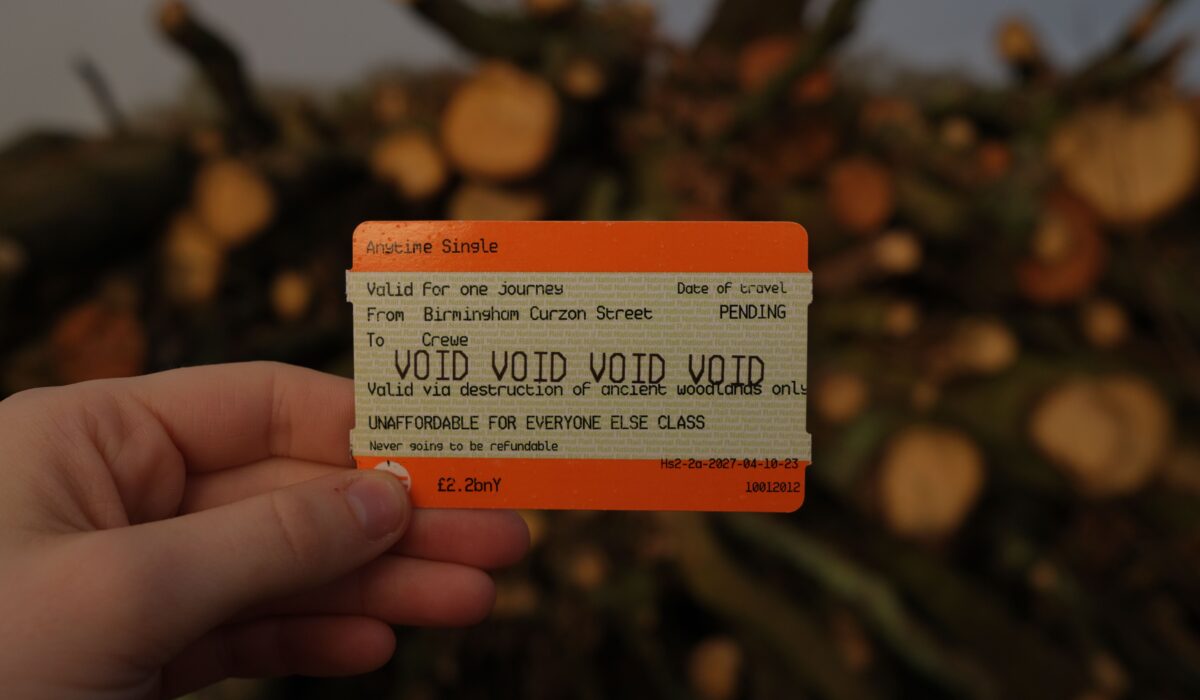 Anytime Single
Valid for one journey Date of travel
From Birmingham Curzon Street PENDING
To Crewe
VOID VOID VOID VOID
Valid via destruction of ancient woodlands only
UNAFFORDABLE FOR EVERYONE ELSE CLASS
Never going to be refundable
Hs2-2a-2027-04-10-23
£2.2bnY 10012012